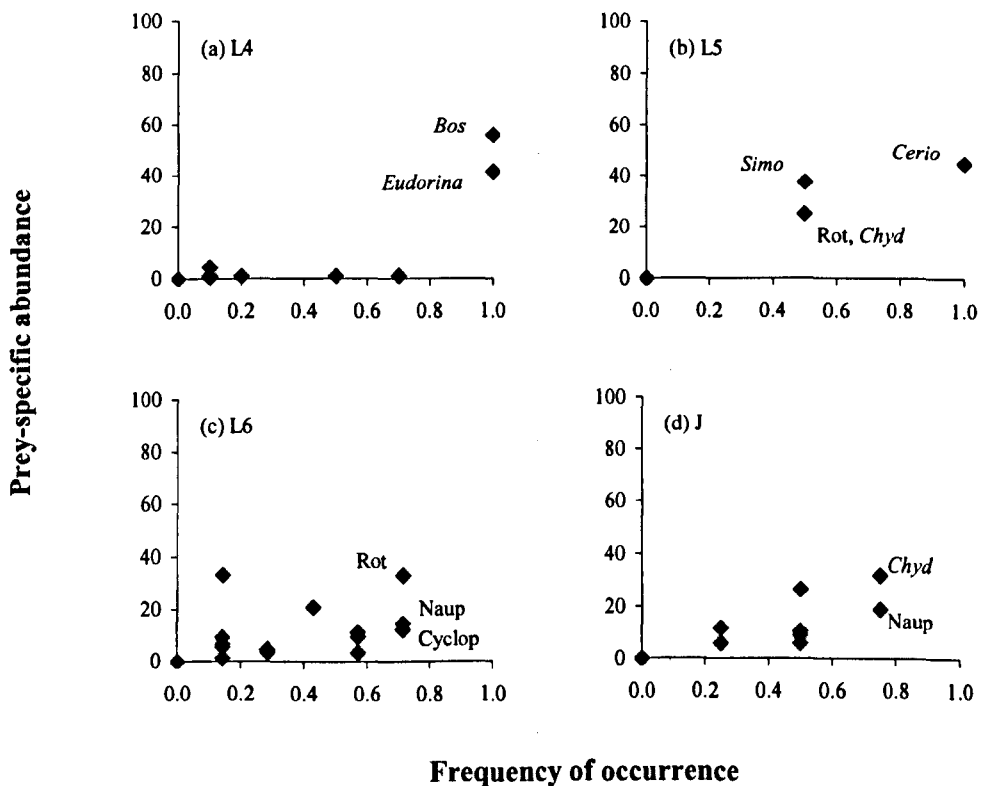 Prey-specific abundance
(a) L4
100
80
60
40
20
0
Bos
Eudorina
0.0 0.2 0.4 0.6 0.8 1.0
(b) L5
100
80
60
40
20
0
Simo
Cerio
Rot, Chyd
0.0 0.2 0.4 0.6 0.8 1.0
(c) L6
100
80
60
40
20
0
Rot
Naup
Cyclop
0.0 0.2 0.4 0.6 0.8 1.0
(d) J
100
80
60
40
20
0
Chyd
Naup
0.0 0.2 0.4 0.6 0.8 1.0
Frequency of occurrence